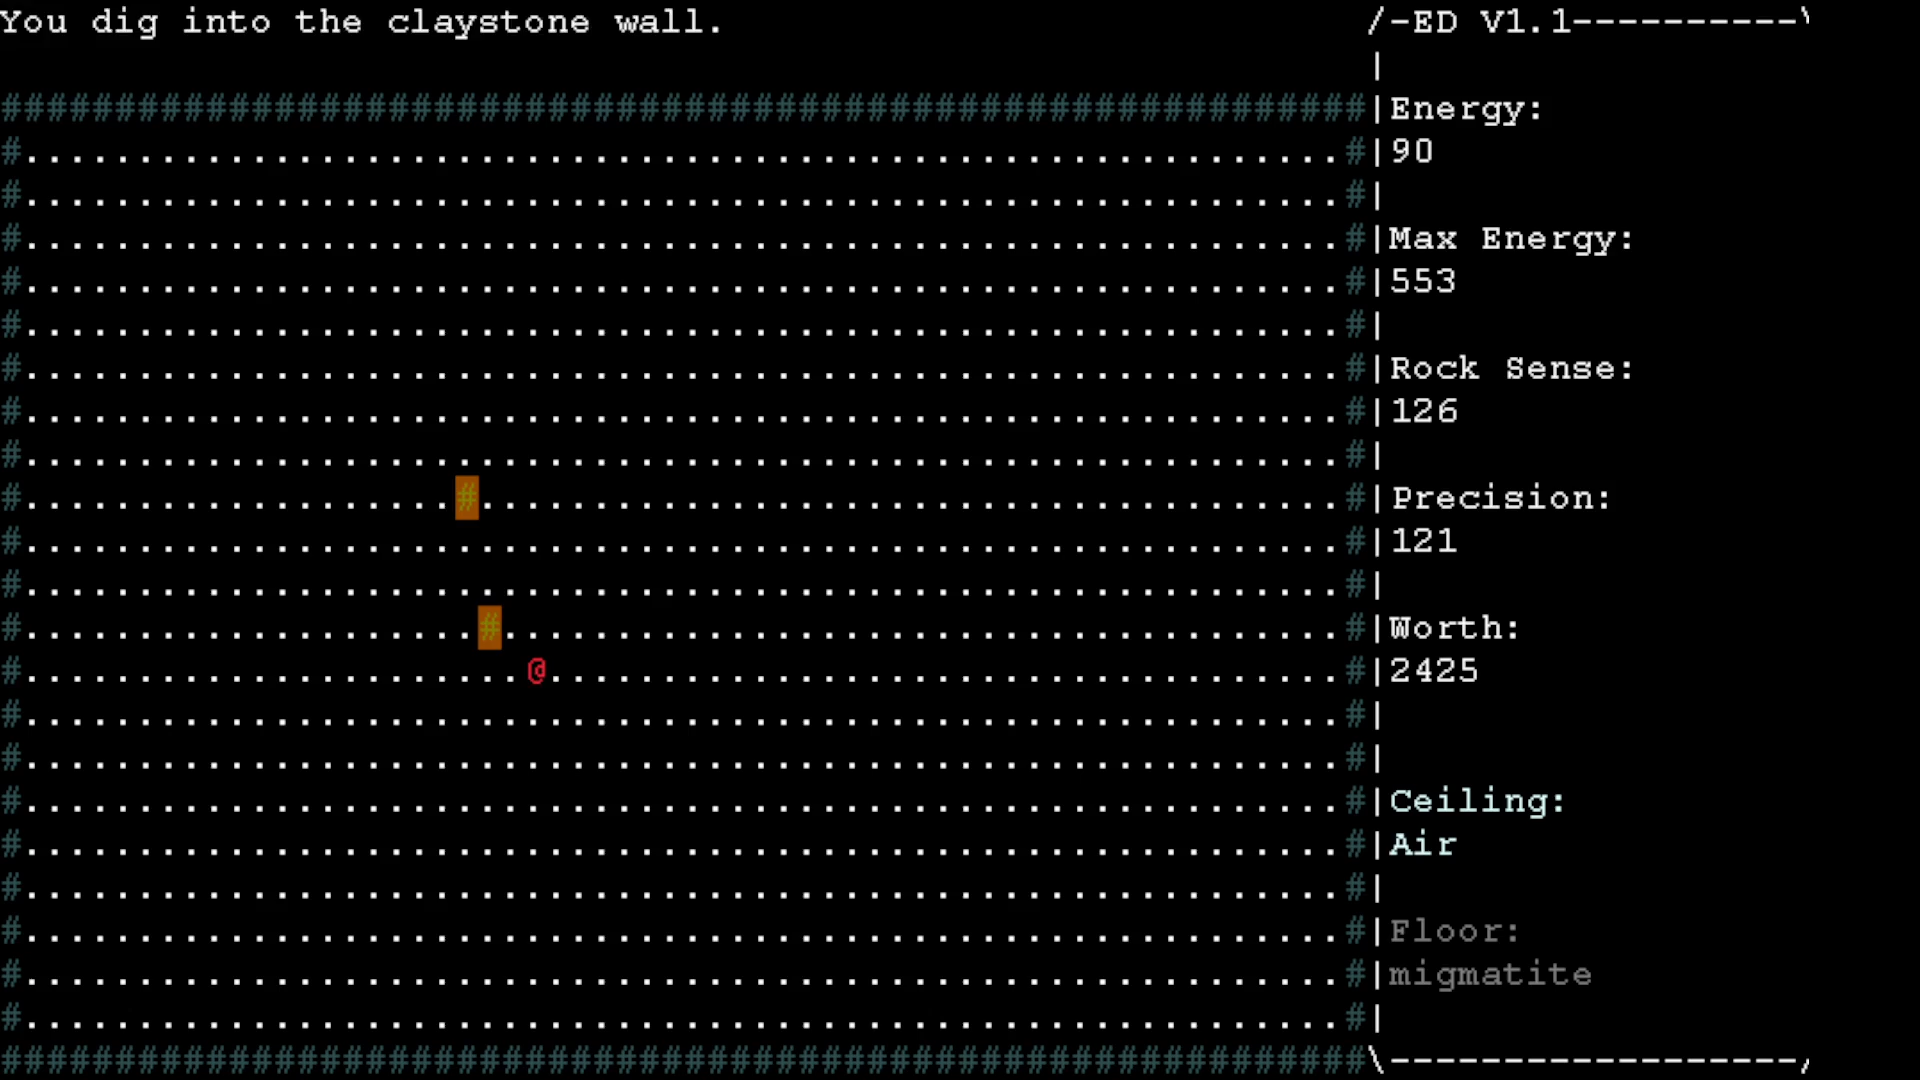 You dig into the claystone wall.
ED V1.1
Energy:
90
Max Energy:
553
Rock Sense:
126
Precision:
121
Worth:
2425
@
Ceiling:
Air
Floor:
migmatite